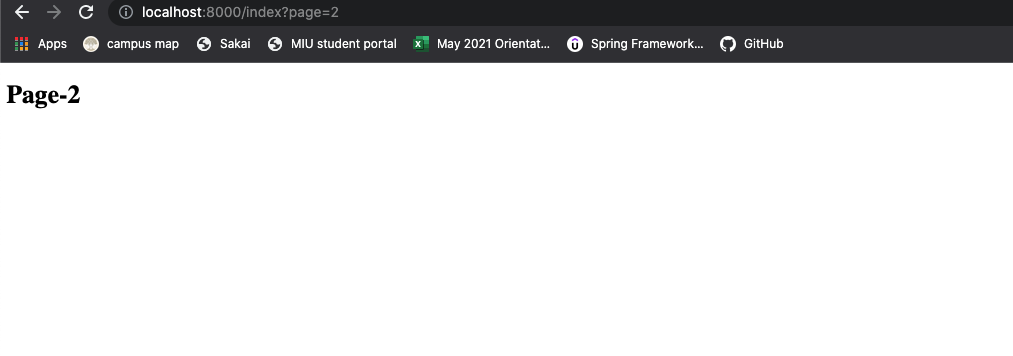 localhost:8000/index?page=2
Apps campus map Sakai MIU student portal May 2021 Orientat... Spring Framework... GitHub
Page-2